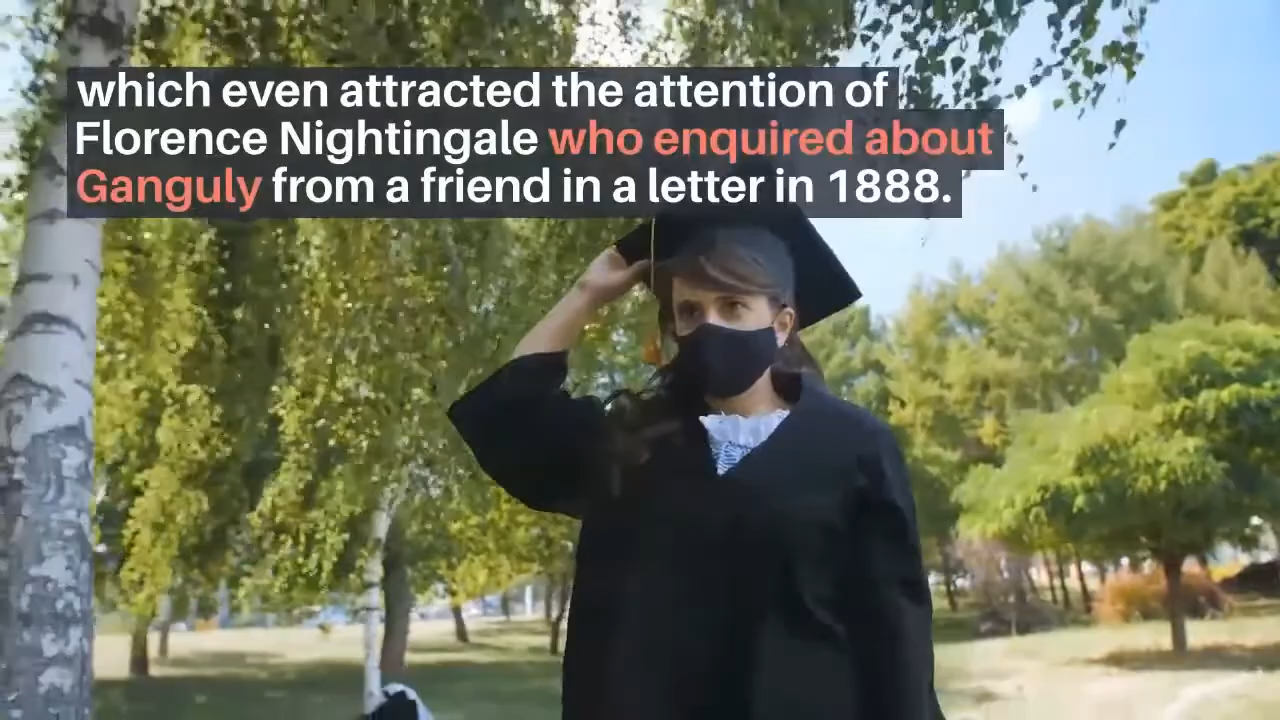 which even attracted the attention of
Florence Nightingale who enquired about
Ganguly from a friend in a letter in 1888.